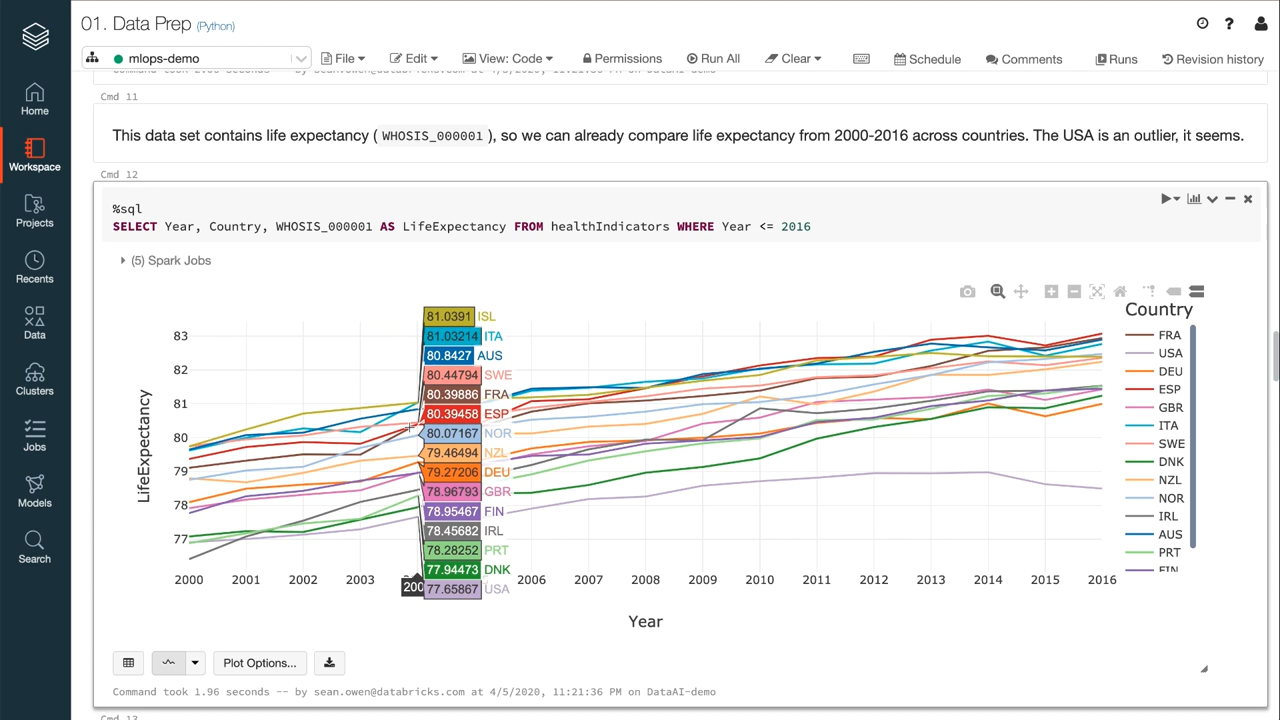 01. Data Prep (Python)
mlops-demo
File
Edit
View: Code
Permissions
Run All
Clear
Schedule
Comments
Runs
Revision history
Home
Workspace
Projects
Recents
Data
Clusters
Jobs
Models
Search
Cmd 11
This data set contains life expectancy ( WHOSIS_000001 ), so we can already compare life expectancy from 2000-2016 across countries. The USA is an outlier, it seems.
Cmd 12
%sql
SELECT Year, Country, WHOSIS_000001 AS LifeExpectancy FROM healthIndicators WHERE Year <= 2016
(5) Spark Jobs
LifeExpectancy
83
82
81
80
79
78
77
81.0391 ISL
81.03214 ITA
80.8427 AUS
80.44794 SWE
80.39886 FRA
80.39458 ESP
80.07167 NOR
79.46494 NZL
79.27206 DEU
78.96793 GBR
78.95467 FIN
78.45682 IRL
78.28252 PRT
77.94473 DNK
77.65867 USA
2000 2001 2002 2003 200 2006 2007 2008 2009 2010 2011 2012 2013 2014 2015 2016
Year
Country
FRA
USA
DEU
ESP
GBR
ITA
SWE
DNK
NZL
NOR
IRL
AUS
PRT
FIN
Plot Options...
Command took 1.96 seconds -- by sean.owen@databricks.com at 4/5/2020, 11:21:36 PM on DataAI-demo
Cmd 13